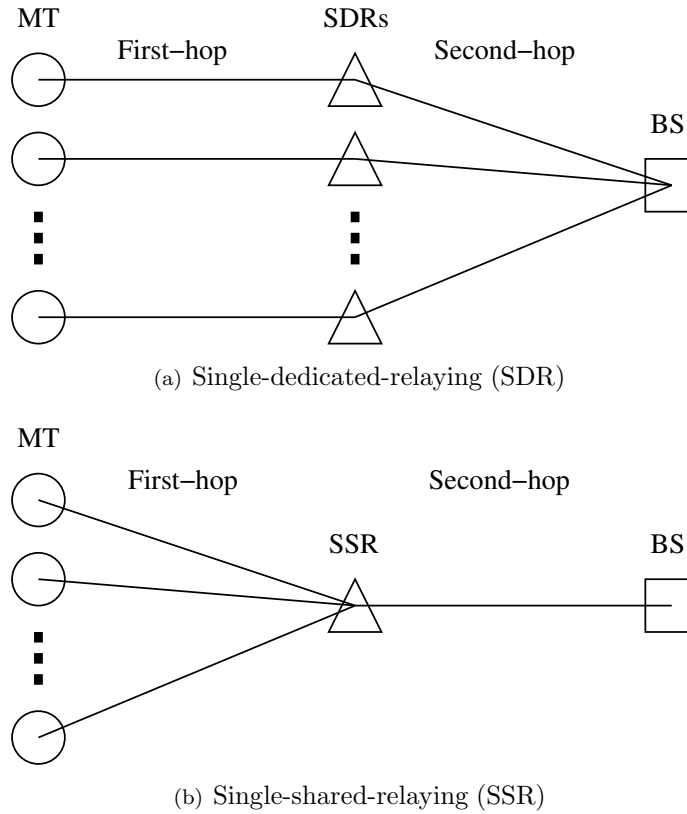 MT SDRs
First−hop Second−hop
BS
(a) Single-dedicated-relaying (SDR)
MT
First−hop Second−hop
SSR BS
(b) Single-shared-relaying (SSR)